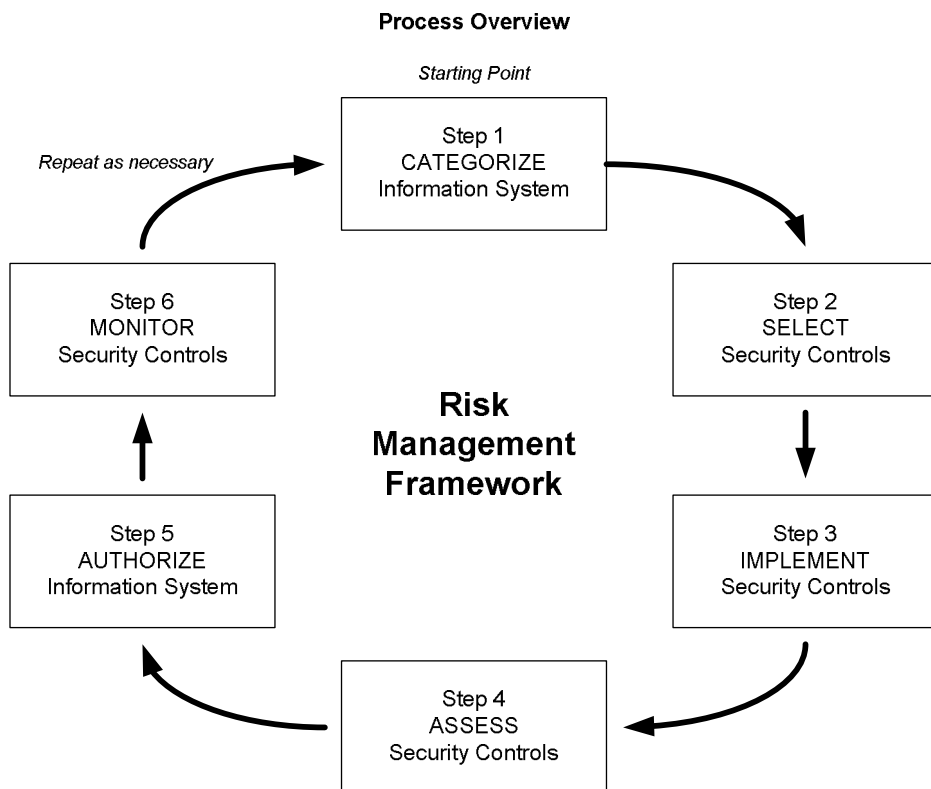 Process Overview
Starting Point
Step 1
CATEGORIZE
Information System
Repeat as necessary
Step 2
SELECT
Security Controls
Step 3
IMPLEMENT
Security Controls
Step 4
ASSESS
Security Controls
Step 5
AUTHORIZE
Information System
Step 6
MONITOR
Security Controls
Risk
Management
Framework